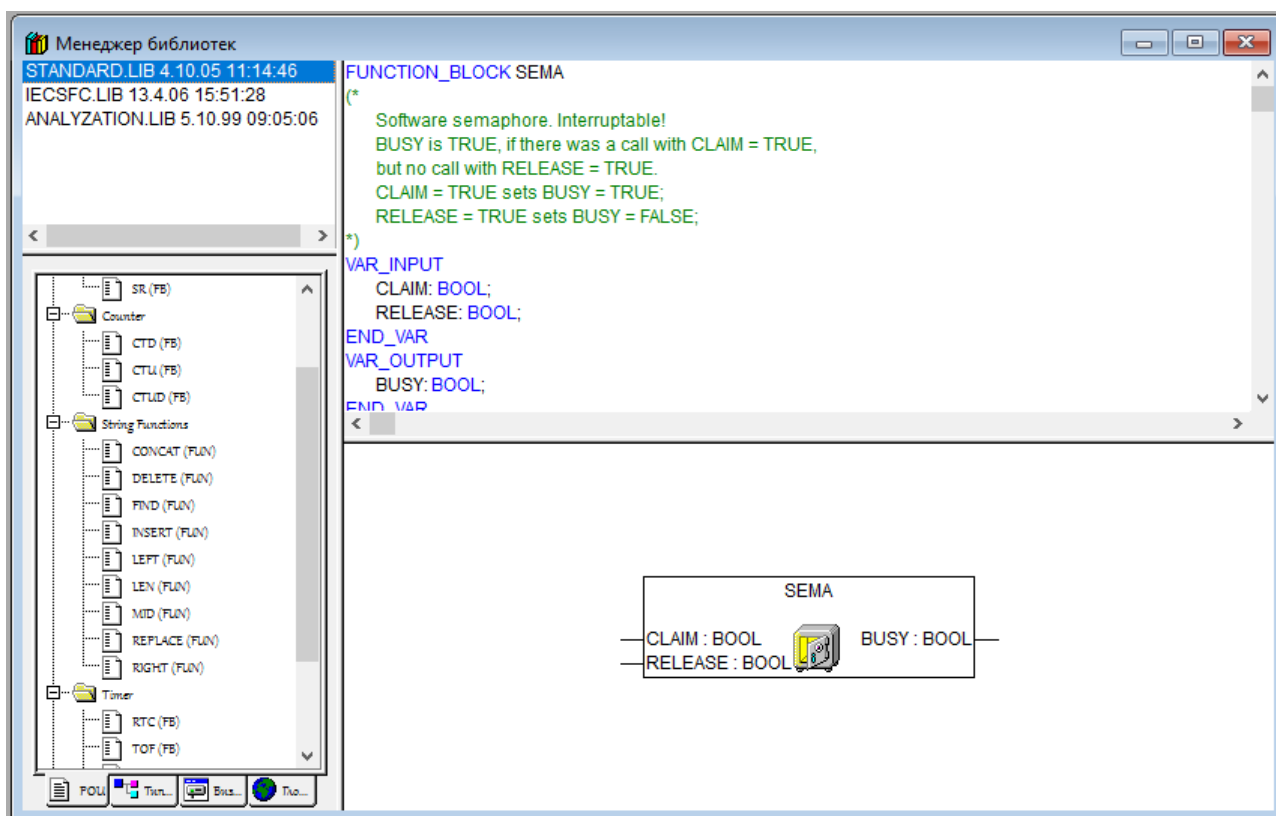 Менеджер библиотек
STANDARD.LIB 4.10.05 11:14:46
IECSFC.LIB 13.4.06 15:51:28
ANALYZATION.LIB 5.10.99 09:05:06
SR (FB)
Counter
CTD (FB)
CTU (FB)
CTUD (FB)
String Functions
CONCAT (FUN)
DELETE (FUN)
FIND (FUN)
INSERT (FUN)
LEFT (FUN)
LEN (FUN)
MID (FUN)
REPLACE (FUN)
RIGHT (FUN)
Timer
RTC (FB)
TOF (FB)
POU
Тип...
Виз...
Гло...
FUNCTION_BLOCK SEMA
(*
Software semaphore. Interruptable!
BUSY is TRUE, if there was a call with CLAIM = TRUE,
but no call with RELEASE = TRUE.
CLAIM = TRUE sets BUSY = TRUE;
RELEASE = TRUE sets BUSY = FALSE;
*)
VAR_INPUT
CLAIM: BOOL;
RELEASE: BOOL;
END_VAR
VAR_OUTPUT
BUSY: BOOL;
END_VAR
SEMA
CLAIM : BOOL BUSY : BOOL
RELEASE : BOOL